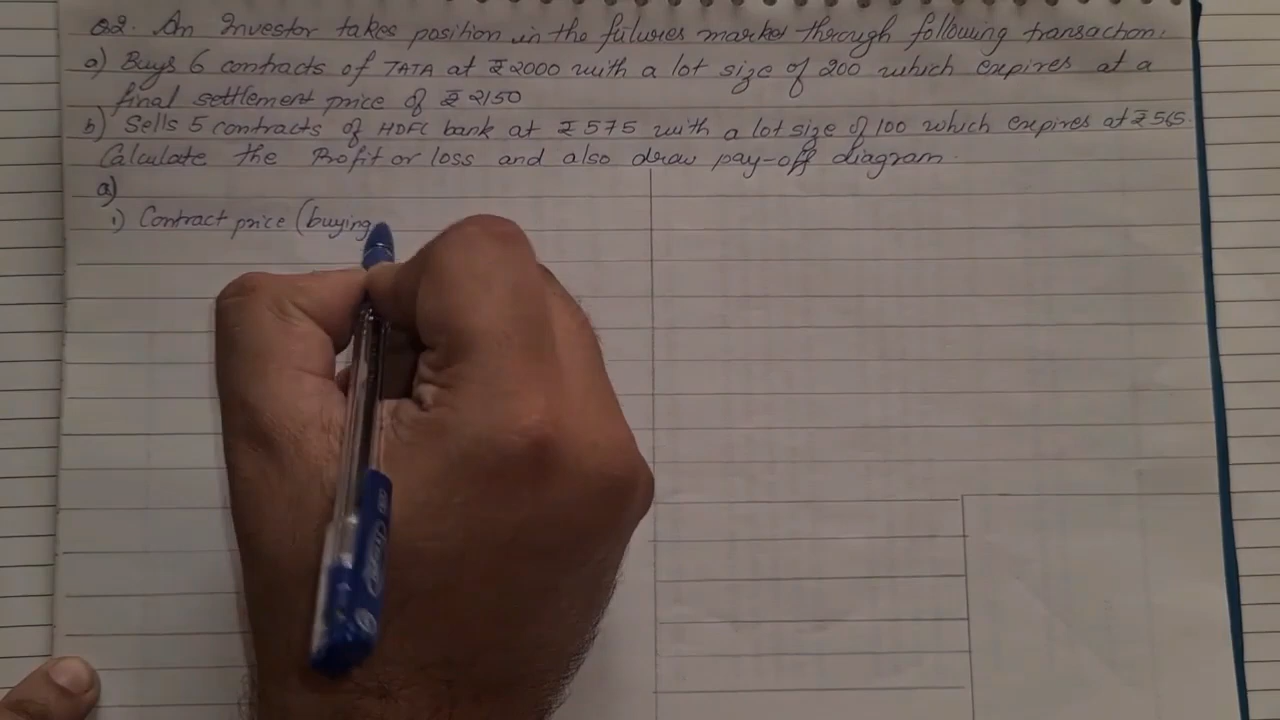 Q2. An Investor takes position in the futures market through following transaction:
a) Buys 6 contracts of TATA at ₹2000 with a lot size of 200 which expires at a
final settlement price of ₹2150
b) Sells 5 contracts of HDFC bank at ₹575 with a lot size of 100 which expires at ₹565.
Calculate the Profit or loss and also draw pay-off diagram.
a)
i) Contract price (buying